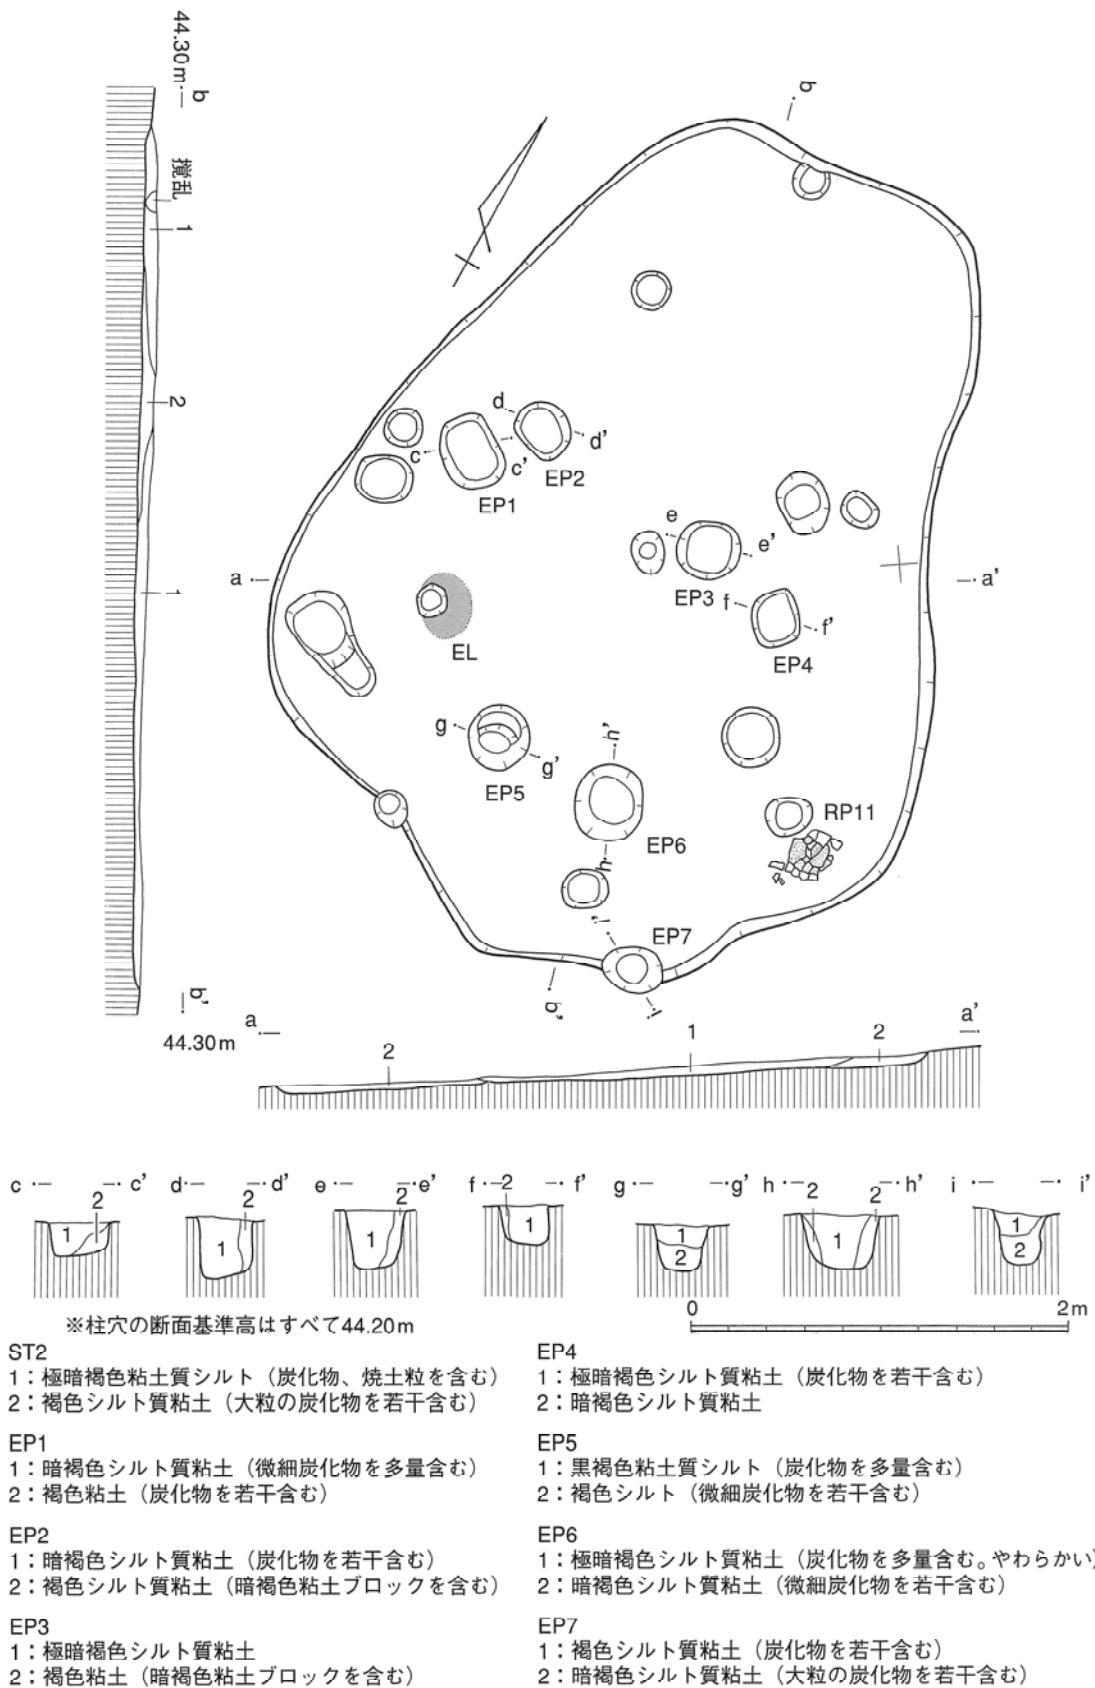 44.30m
b
攪乱
1
2
1
b'
b
d
d'
c
c'
EP2
EP1
e
e'
EP3
a
a'
f
f'
EP4
EL
g
g'
EP5
h'
EP6
h
RP11
i'
EP7
i
b'
a
44.30m
a'
2
1
2
c c' d d' e e' f f' g g' h h' i i'
2 2 2 2 2 2
1 1 1 1 1 2 1 1 2
※柱穴の断面基準高はすべて44.20m
0 2m
ST2
1：極暗褐色粘土質シルト（炭化物、焼土粒を含む）
2：褐色シルト質粘土（大粒の炭化物を若干含む）
EP1
1：暗褐色シルト質粘土（微細炭化物を多量含む）
2：褐色粘土（炭化物を若干含む）
EP2
1：暗褐色シルト質粘土（炭化物を若干含む）
2：褐色シルト質粘土（暗褐色粘土ブロックを含む）
EP3
1：極暗褐色シルト質粘土
2：褐色粘土（暗褐色粘土ブロックを含む）
EP4
1：極暗褐色シルト質粘土（炭化物を若干含む）
2：暗褐色シルト質粘土
EP5
1：黒褐色粘土質シルト（炭化物を多量含む）
2：褐色シルト（微細炭化物を若干含む）
EP6
1：極暗褐色シルト質粘土（炭化物を多量含む。やわらかい）
2：暗褐色シルト質粘土（微細炭化物を若干含む）
EP7
1：褐色シルト質粘土（炭化物を若干含む）
2：暗褐色シルト質粘土（大粒の炭化物を若干含む）